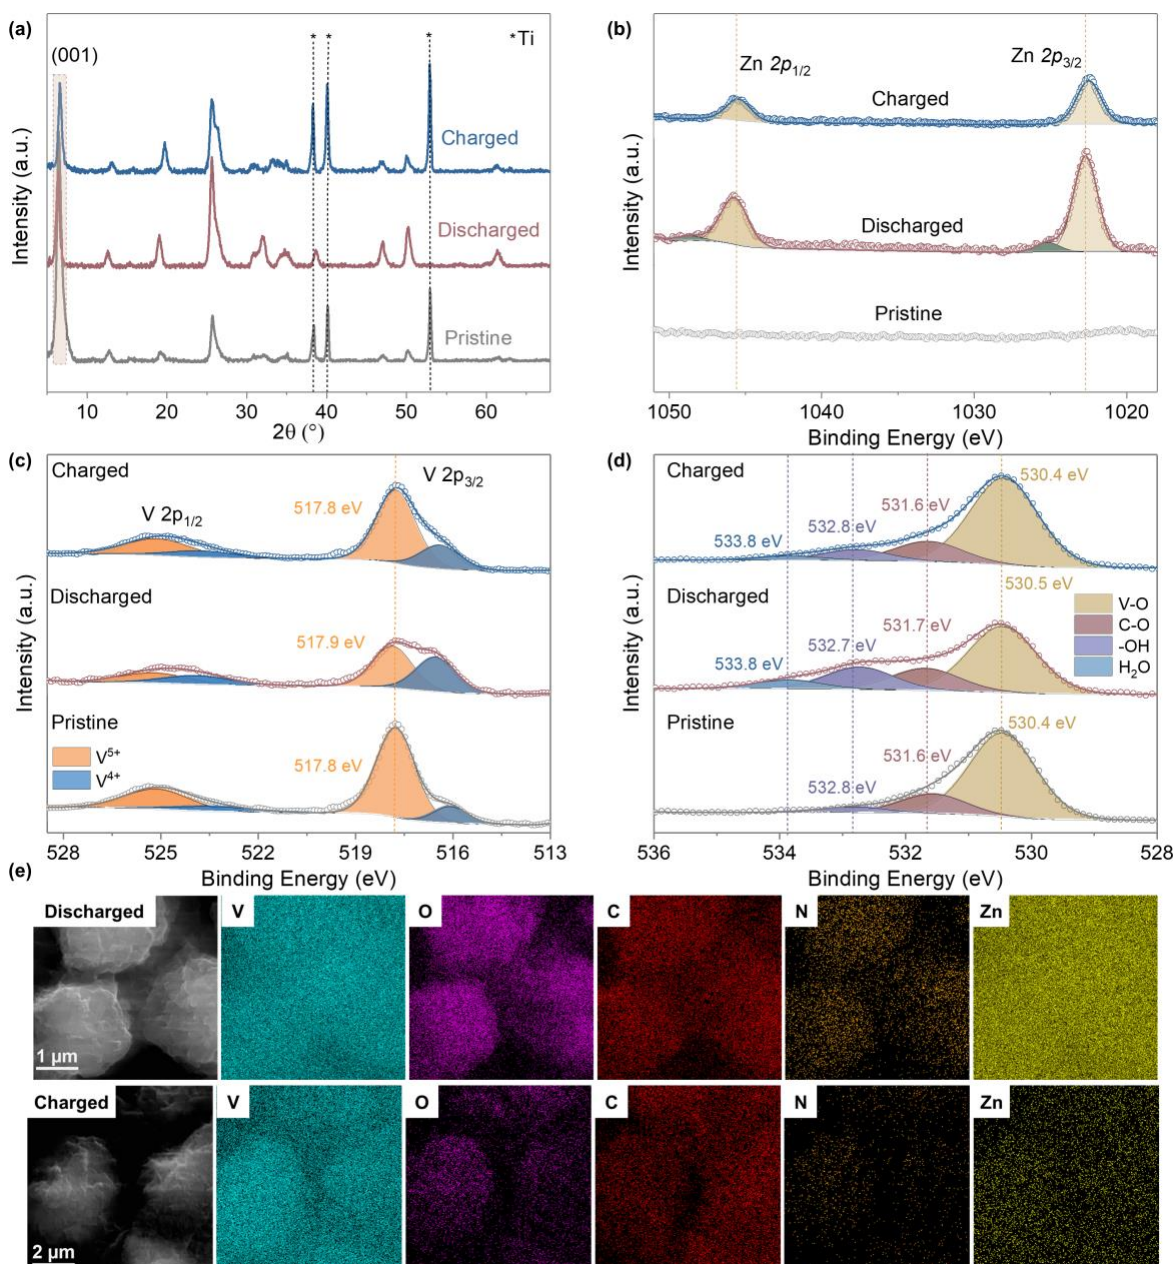 (a)
(001)
* * *
*Ti
Charged
Discharged
Pristine
Intensity (a.u.)
10 20 30 40 50 60
2θ (°)
(b)
Zn 2p1/2
Zn 2p3/2
Charged
Discharged
Pristine
Intensity (a.u.)
1050 1040 1030 1020
Binding Energy (eV)
(c)
Charged
V 2p3/2
V 2p1/2
517.8 eV
Discharged
517.9 eV
Pristine
V5+
V4+
517.8 eV
Intensity (a.u.)
528 525 522 519 516 513
Binding Energy (eV)
(d)
Charged
530.4 eV
531.6 eV
532.8 eV
533.8 eV
Discharged
530.5 eV
531.7 eV
532.7 eV
533.8 eV
V-O
C-O
-OH
H2O
Pristine
530.4 eV
531.6 eV
532.8 eV
Intensity (a.u.)
536 534 532 530 528
Binding Energy (eV)
(e)
Discharged V O C N Zn
1 μm
Charged V O C N Zn
2 μm